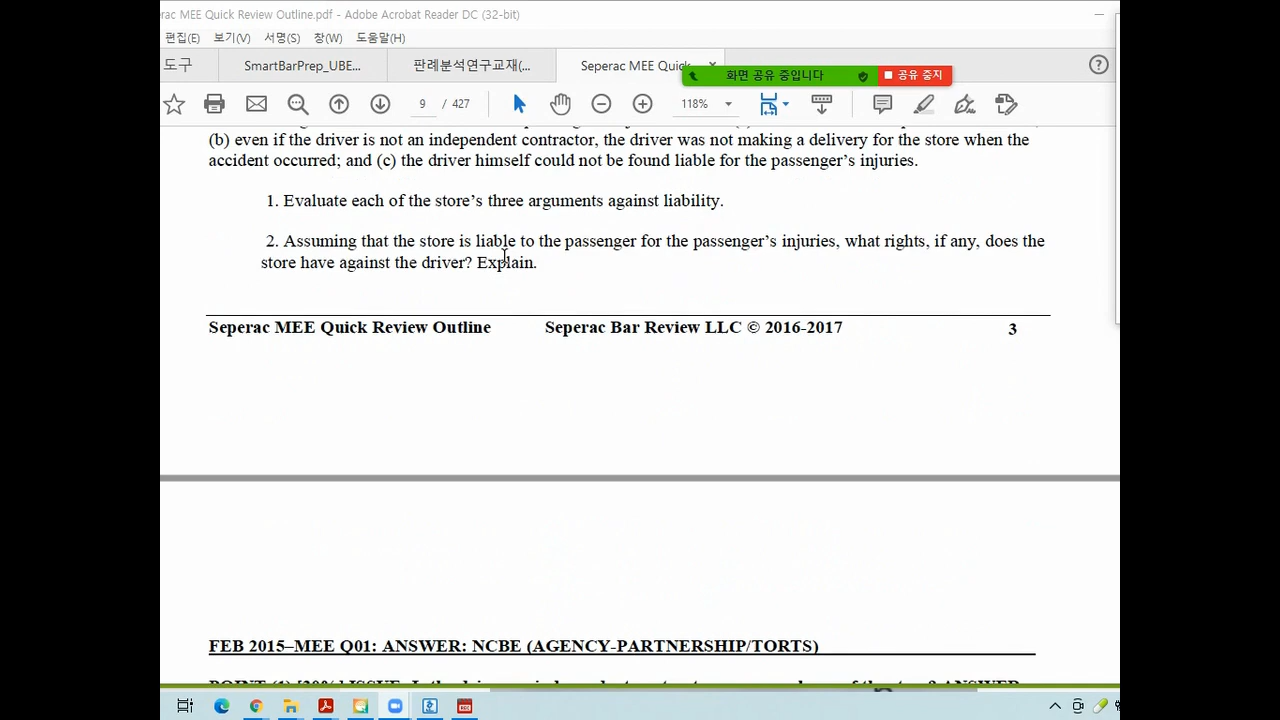 rac MEE Quick Review Outline.pdf - Adobe Acrobat Reader DC (32-bit)
편집(E) 보기(V) 서명(S) 창(W) 도움말(H)
도구 SmartBarPrep_UBE... 판례분석연구교재(... Seperac MEE Quick
화면 공유 중입니다 공유 중지
9 / 427 118%
(b) even if the driver is not an independent contractor, the driver was not making a delivery for the store when the
accident occurred; and (c) the driver himself could not be found liable for the passenger's injuries.
1. Evaluate each of the store's three arguments against liability.
2. Assuming that the store is liable to the passenger for the passenger's injuries, what rights, if any, does the
store have against the driver? Explain.
Seperac MEE Quick Review Outline Seperac Bar Review LLC © 2016-2017 3
FEB 2015–MEE Q01: ANSWER: NCBE (AGENCY-PARTNERSHIP/TORTS)